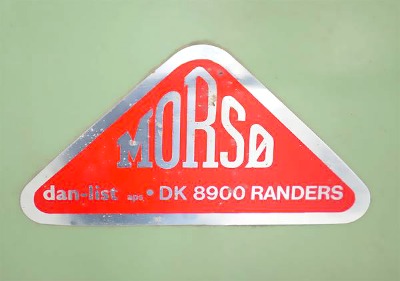 MORSØ
dan-list aps • DK 8900 RANDERS